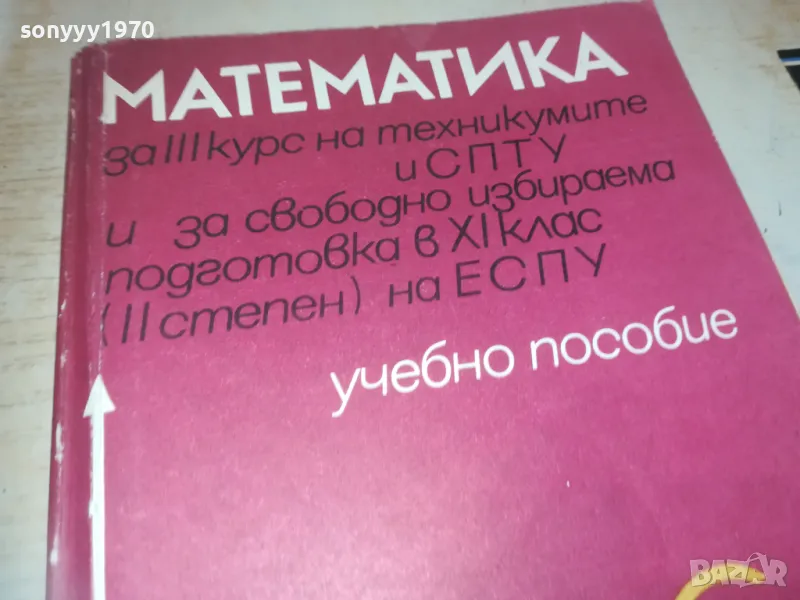 sonyyy1970
МАТЕМАТИКА
за III курс на техникумите
и СПТУ
и за свободно избираема
подготовка в XI клас
(II степен) на ЕСПУ
учебно пособие
BAZAR